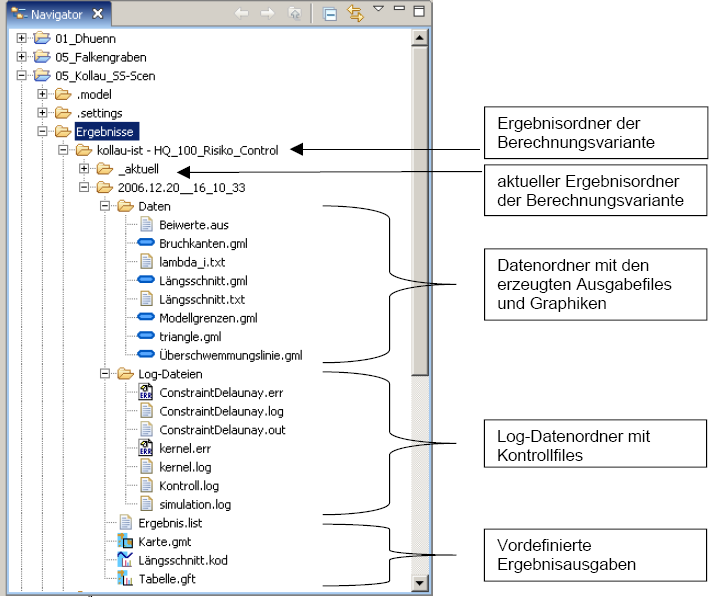 Navigator
01_Dhuenn
05_Falkengraben
05_Kollau_SS-Scen
.model
.settings
Ergebnisse
kollau-ist - HQ_100_Risiko_Control
_aktuell
2006.12.20__16_10_33
Daten
Beiwerte.aus
Bruchkanten.gml
lambda_i.txt
Längsschnitt.gml
Längsschnitt.txt
Modellgrenzen.gml
triangle.gml
Überschwemmungslinie.gml
Log-Dateien
ERR ConstraintDelaunay.err
ConstraintDelaunay.log
ConstraintDelaunay.out
ERR kernel.err
kernel.log
Kontroll.log
simulation.log
Ergebnis.list
Karte.gmt
Längsschnitt.kod
Tabelle.gft
Ergebnisordner der
Berechnungsvariante
aktueller Ergebnisordner
der Berechnungsvariante
Datenordner mit den
erzeugten Ausgabefiles
und Graphiken
Log-Datenordner mit
Kontrollfiles
Vordefinierte
Ergebnisausgaben